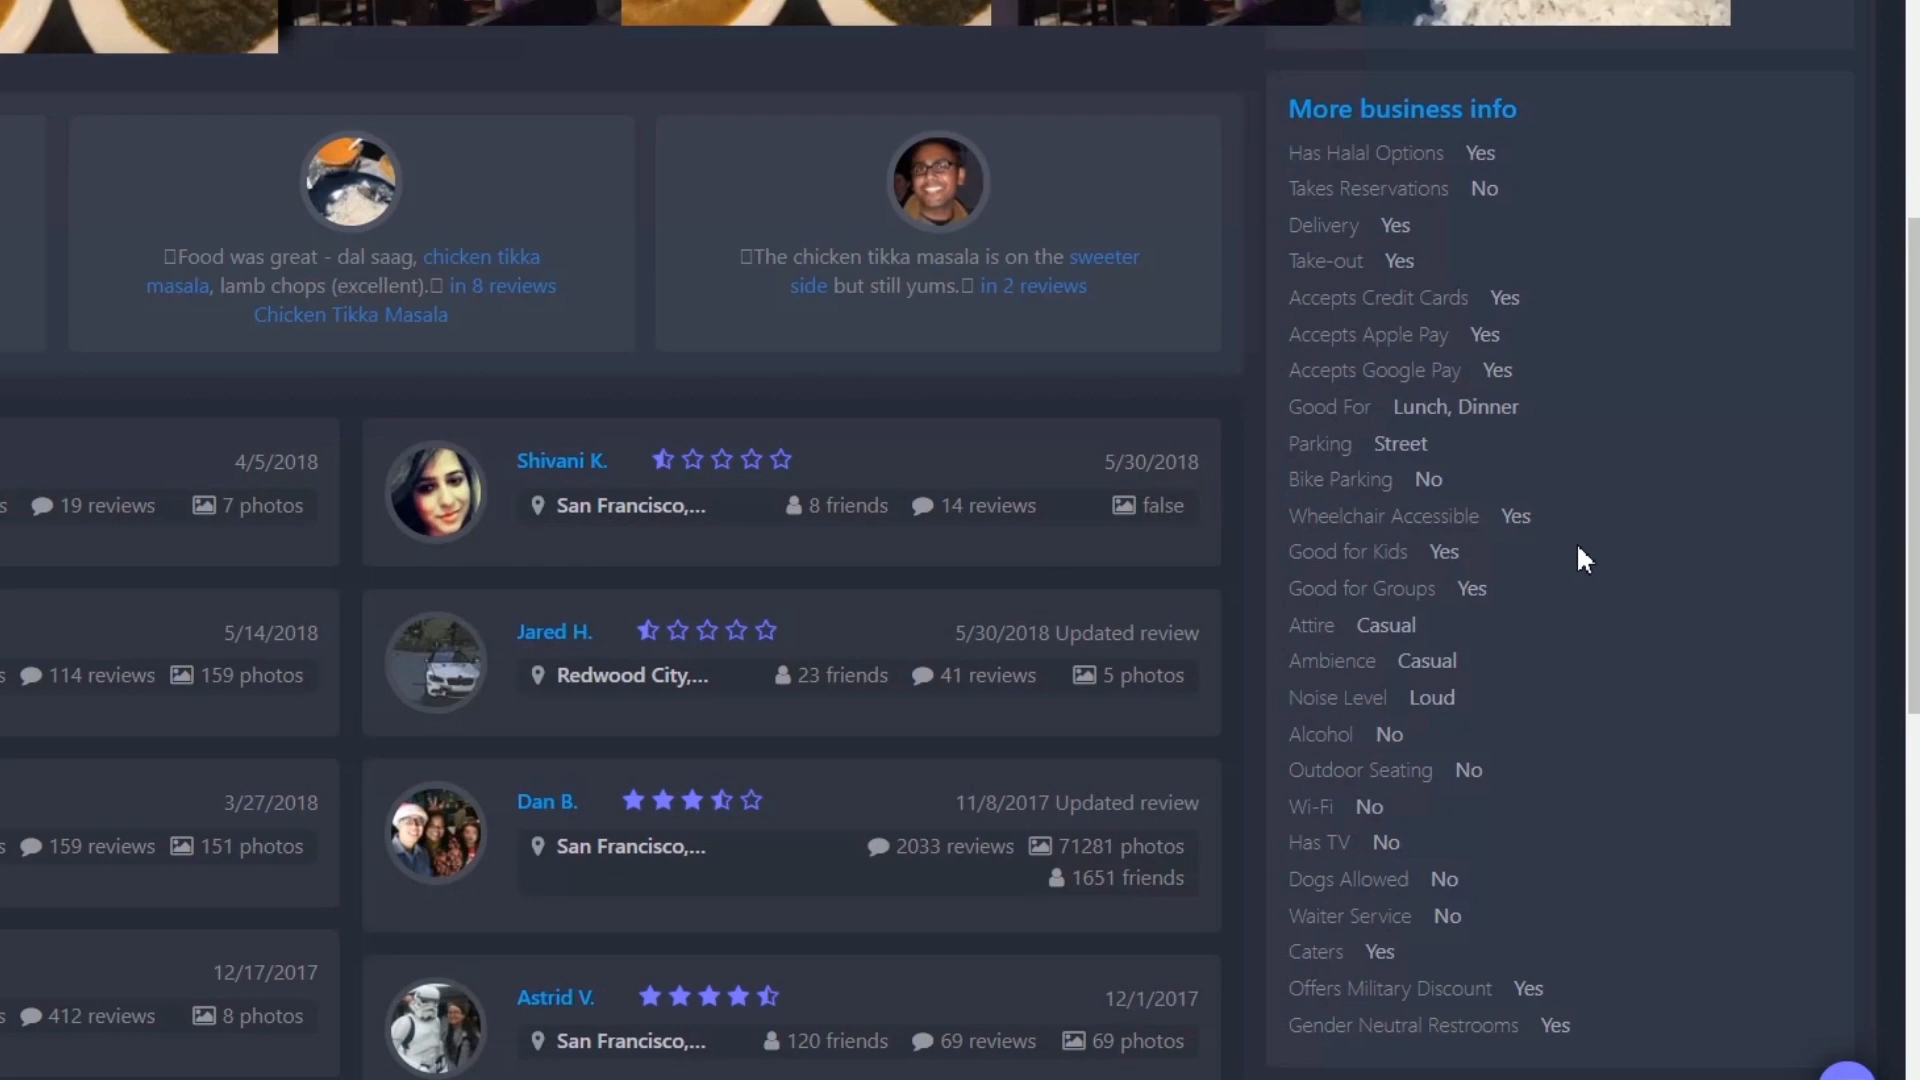 Food was great - dal saag, chicken tikka
masala, lamb chops (excellent). in 8 reviews
Chicken Tikka Masala
The chicken tikka masala is on the sweeter
side but still yums. in 2 reviews
4/5/2018
s 19 reviews 7 photos
5/14/2018
s 114 reviews 159 photos
3/27/2018
s 159 reviews 151 photos
12/17/2017
s 412 reviews 8 photos
Shivani K. 5/30/2018
San Francisco,... 8 friends 14 reviews false
Jared H. 5/30/2018 Updated review
Redwood City,... 23 friends 41 reviews 5 photos
Dan B. 11/8/2017 Updated review
San Francisco,... 2033 reviews 71281 photos
1651 friends
Astrid V. 12/1/2017
San Francisco,... 120 friends 69 reviews 69 photos
More business info
Has Halal Options Yes
Takes Reservations No
Delivery Yes
Take-out Yes
Accepts Credit Cards Yes
Accepts Apple Pay Yes
Accepts Google Pay Yes
Good For Lunch, Dinner
Parking Street
Bike Parking No
Wheelchair Accessible Yes
Good for Kids Yes
Good for Groups Yes
Attire Casual
Ambience Casual
Noise Level Loud
Alcohol No
Outdoor Seating No
Wi-Fi No
Has TV No
Dogs Allowed No
Waiter Service No
Caters Yes
Offers Military Discount Yes
Gender Neutral Restrooms Yes